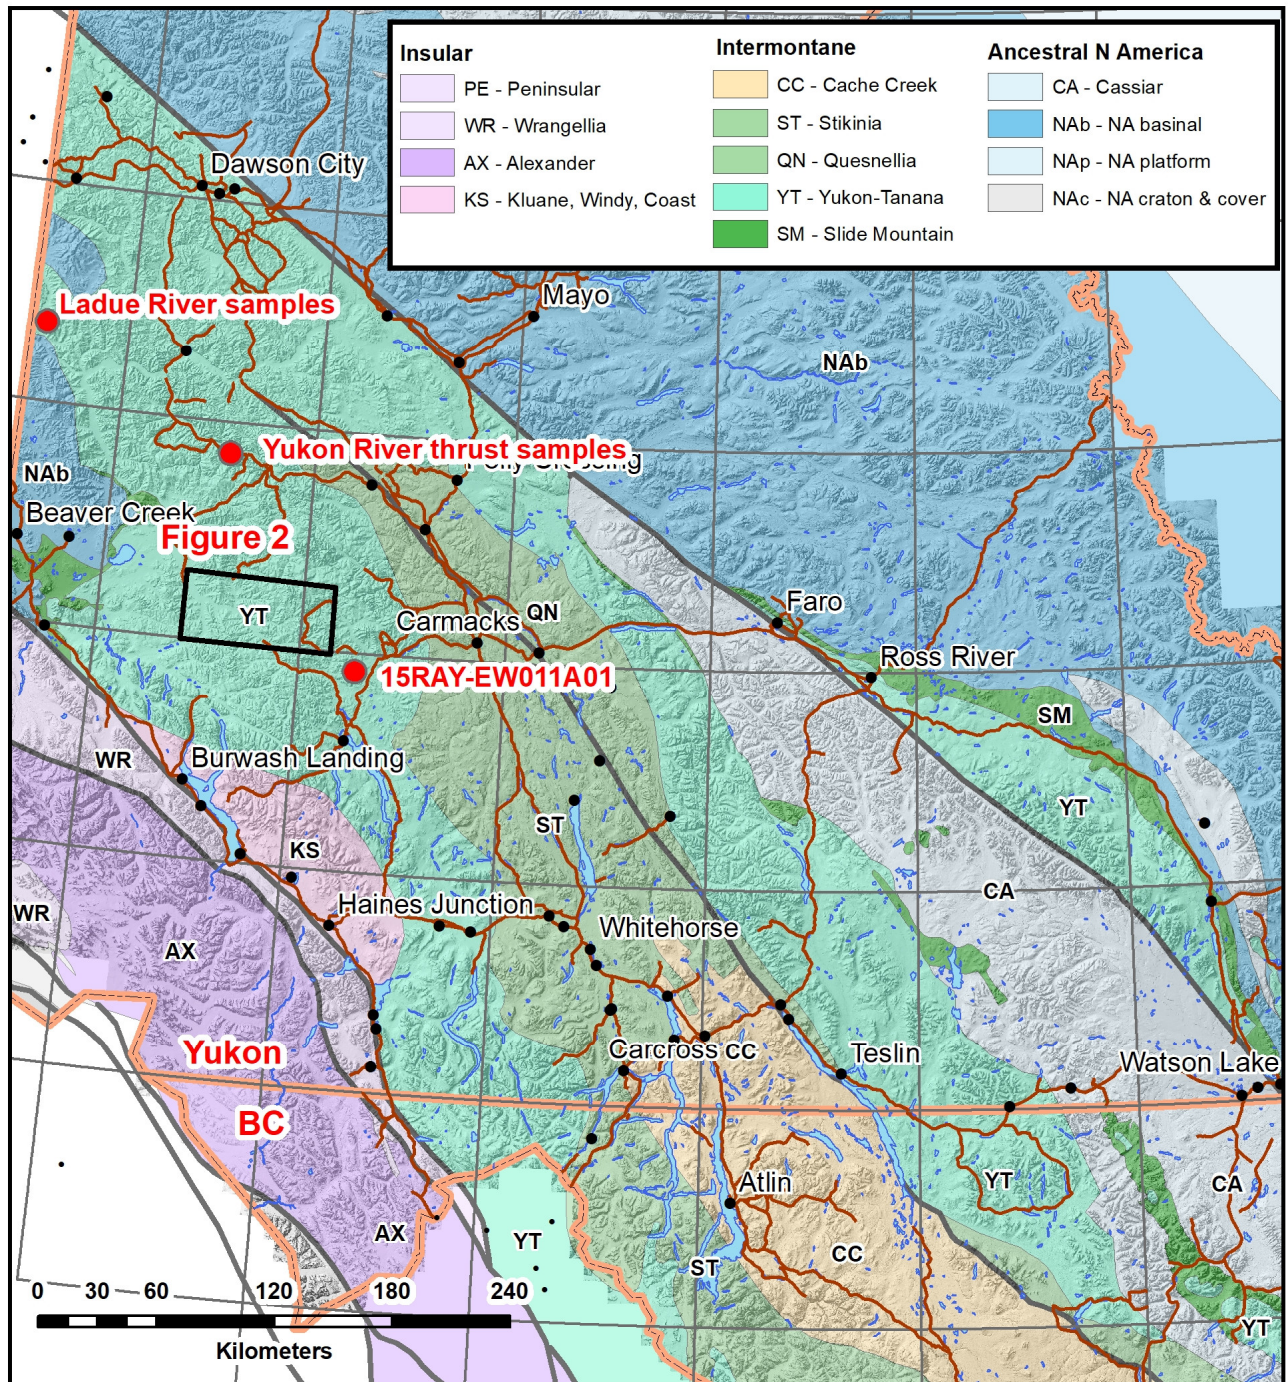 Insular
PE - Peninsular
WR - Wrangellia
AX - Alexander
KS - Kluane, Windy, Coast
Intermontane
CC - Cache Creek
ST - Stikinia
QN - Quesnellia
YT - Yukon-Tanana
SM - Slide Mountain
Ancestral N America
CA - Cassiar
NAb - NA basinal
NAp - NA platform
NAc - NA craton & cover
Dawson City
Ladue River samples
Mayo
NAb
Yukon River thrust samples
NAb
Beaver Creek
Figure 2
YT
Carmacks
QN
Faro
15RAY-EW011A01
Ross River
SM
WR
Burwash Landing
YT
ST
KS
CA
WR
Haines Junction
Whitehorse
AX
Yukon
Carcross
CC
Teslin
Watson Lake
BC
YT
CA
Atlin
AX
YT
CC
ST
0 30 60 120 180 240
Kilometers
YT